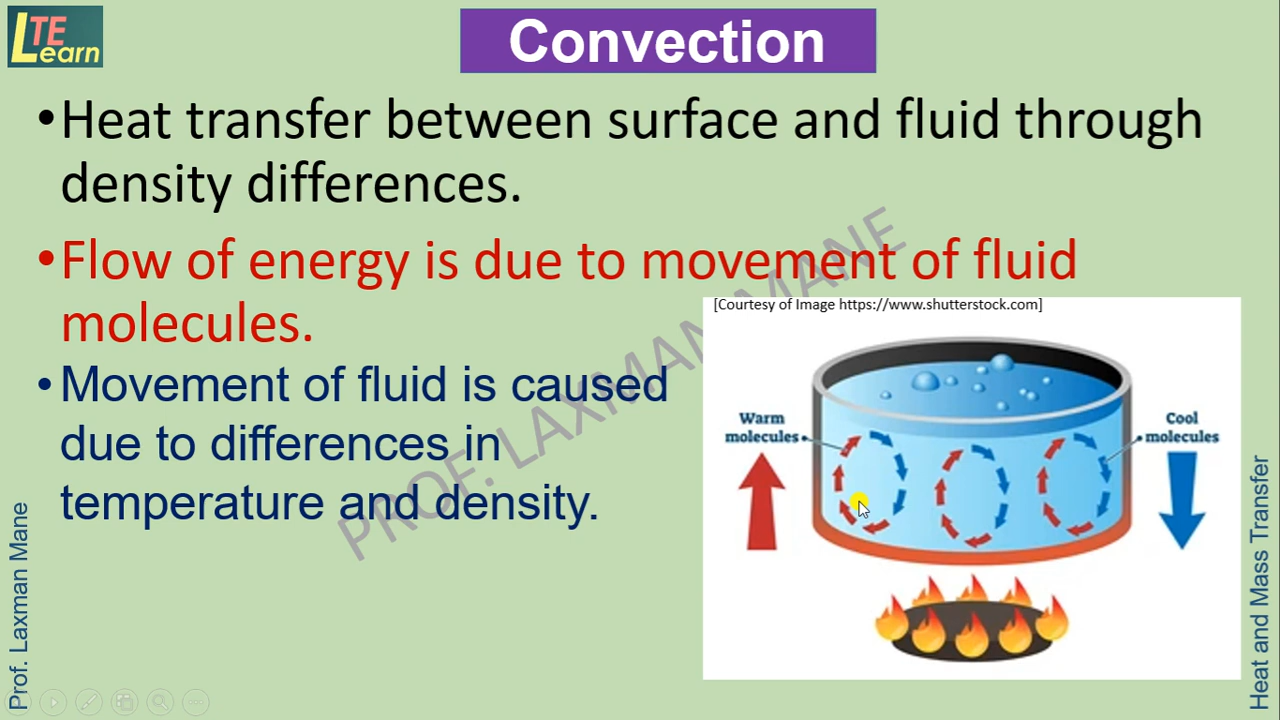 LTE
Learn
Convection
•Heat transfer between surface and fluid through
density differences.
•Flow of energy is due to movement of fluid
molecules.
•Movement of fluid is caused
due to differences in
temperature and density.
PROF. LAXMAN MANE
[Courtesy of Image https://www.shutterstock.com]
Warm
molecules
Cool
molecules
Prof. Laxman Mane
Heat and Mass Transfer